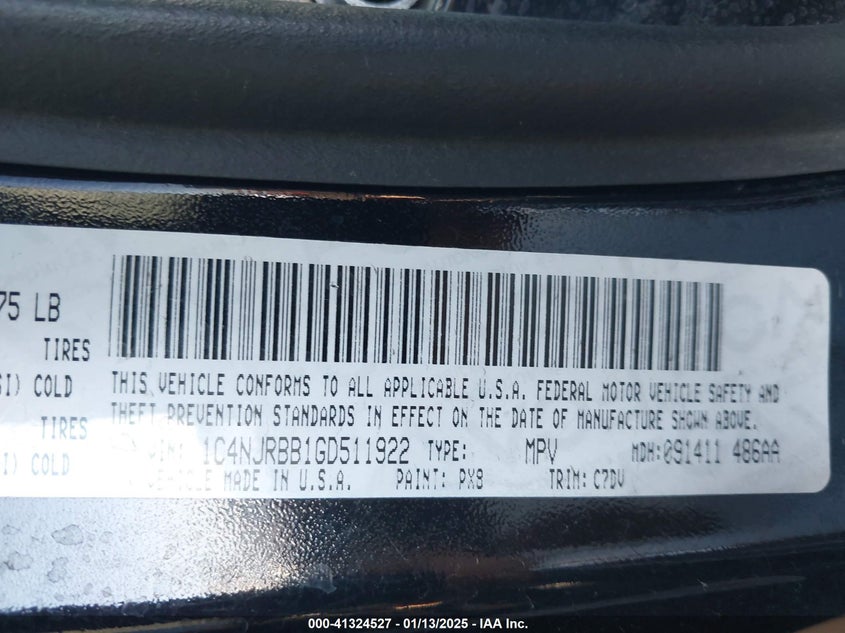 75 LB
TIRES
SI) COLD
TIRES
I) COLD
THIS VEHICLE CONFORMS TO ALL APPLICABLE U.S.A. FEDERAL MOTOR VEHICLE SAFETY AND
THEFT PREVENTION STANDARDS IN EFFECT ON THE DATE OF MANUFACTURE SHOWN ABOVE.
VIN: 1C4NJRBB1GD511922 TYPE: MPV MDH:091411 486AA
VEHICLE MADE IN U.S.A. PAINT: PX8 TRIM: C7DV
000-41324527 - 01/13/2025 - © IAA Inc.